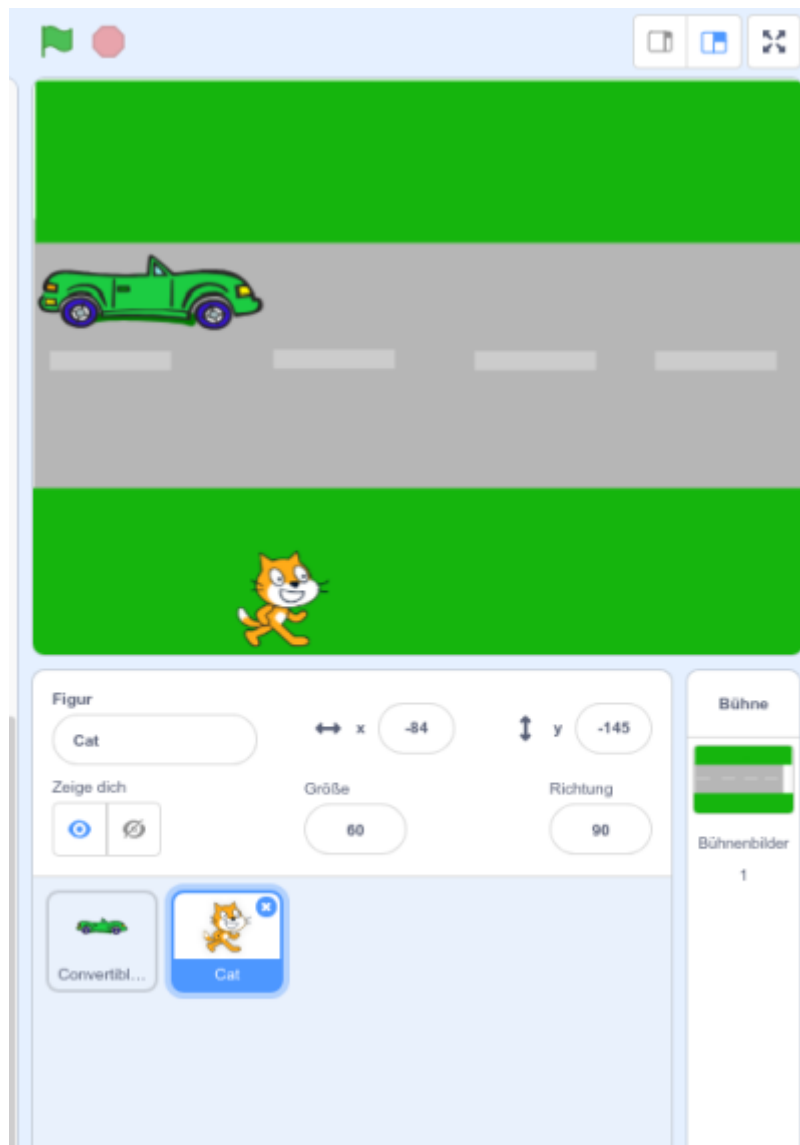 Figur
Cat
x -84
y -145
Zeige dich
Größe
60
Richtung
90
Convertibl...
Cat
Bühne
Bühnenbilder
1